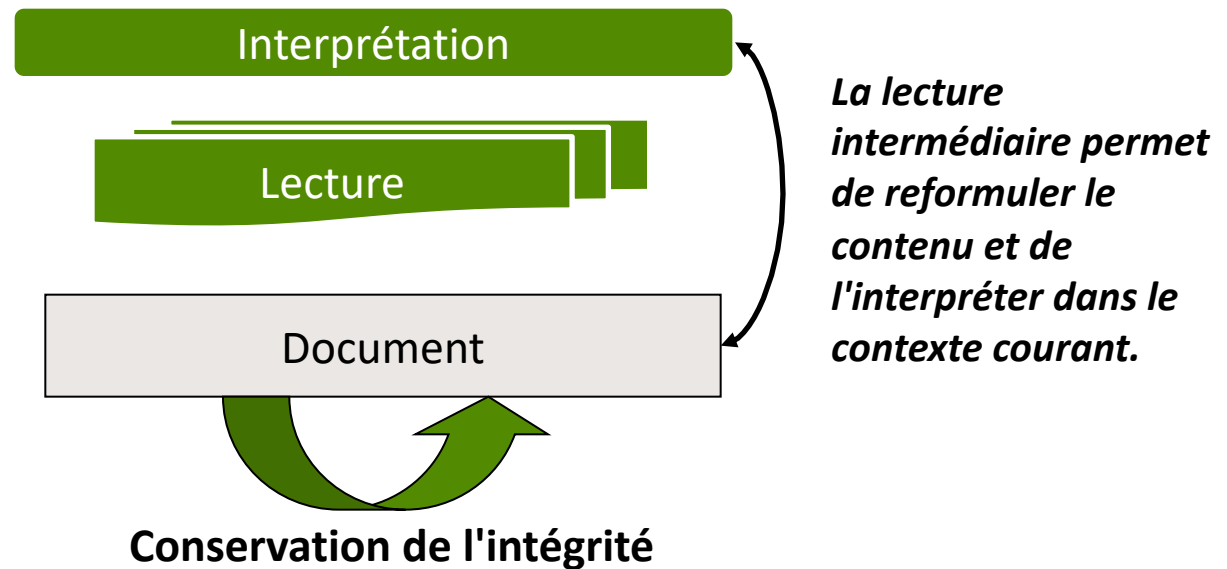 Interprétation
Lecture
Document
Conservation de l'intégrité
La lecture
intermédiaire permet
de reformuler le
contenu et de
l'interpréter dans le
contexte courant.